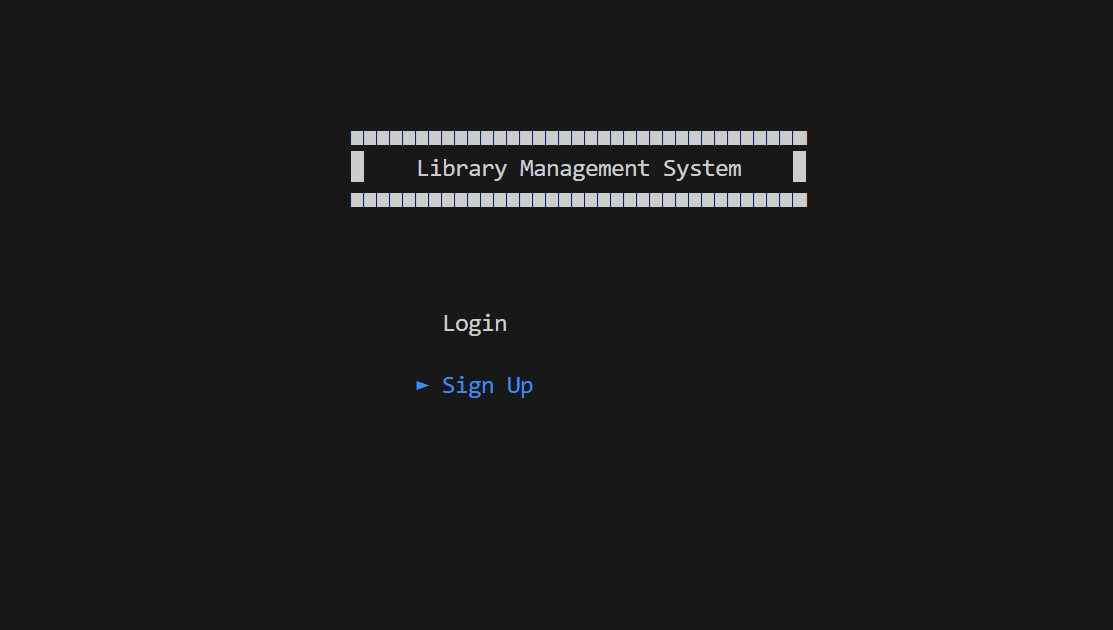 Library Management System
Login
► Sign Up